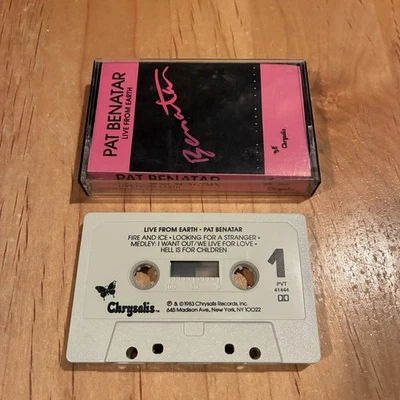 PAT BENATAR
LIVE FROM EARTH
Benatar
Chrysalis
PAT BENATAR
LIVE FROM EARTH • PAT BENATAR
FIRE AND ICE • LOOKING FOR A STRANGER •
MEDLEY: I WANT OUT/WE LIVE FOR LOVE •
HELL IS FOR CHILDREN
1
PVT
41444
Chrysalis™
℗ & ©1983 Chrysalis Records, Inc.
645 Madison Ave., New York, NY 10022